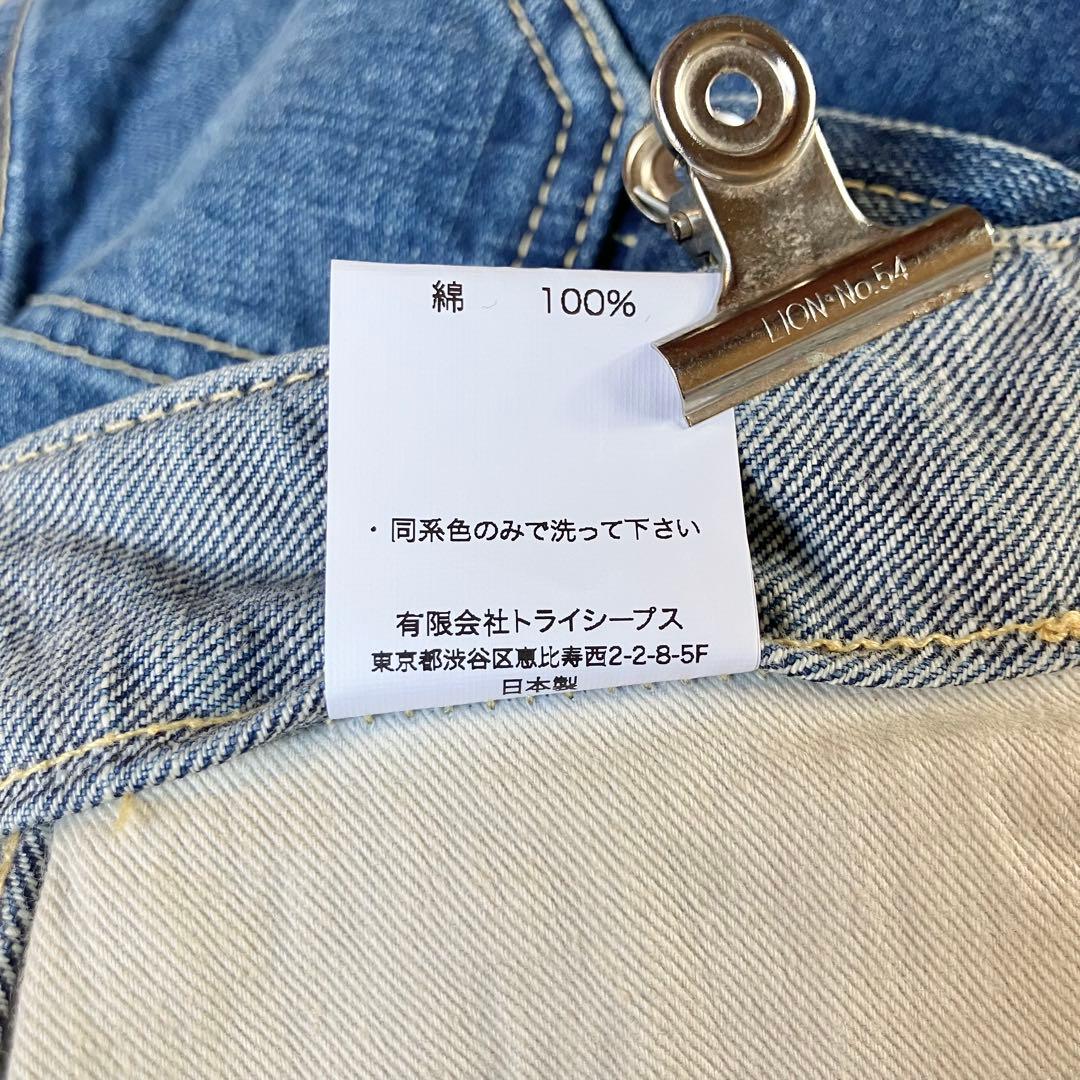 LION No.54
綿 100%
・同系色のみで洗って下さい
有限会社トライシープス
東京都渋谷区恵比寿西2-2-8-5F
日本製